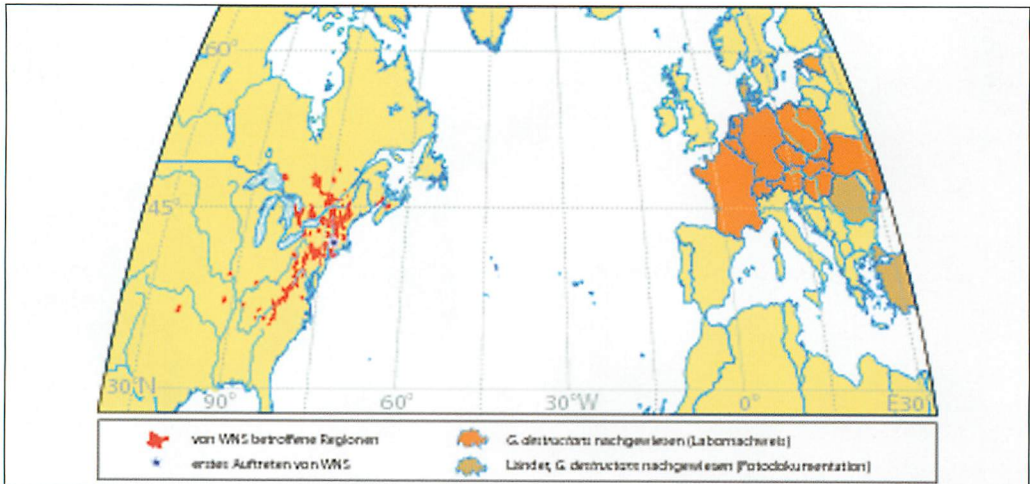 60°
45°
30°N
90°
60°
30°W
0°
E30
von WNS betroffene Regionen
erstes Auftreten von WNS
G. destructans nachgewiesen (Labornachweis)
Länder, G. destructans nachgewiesen (Fotodokumentation)